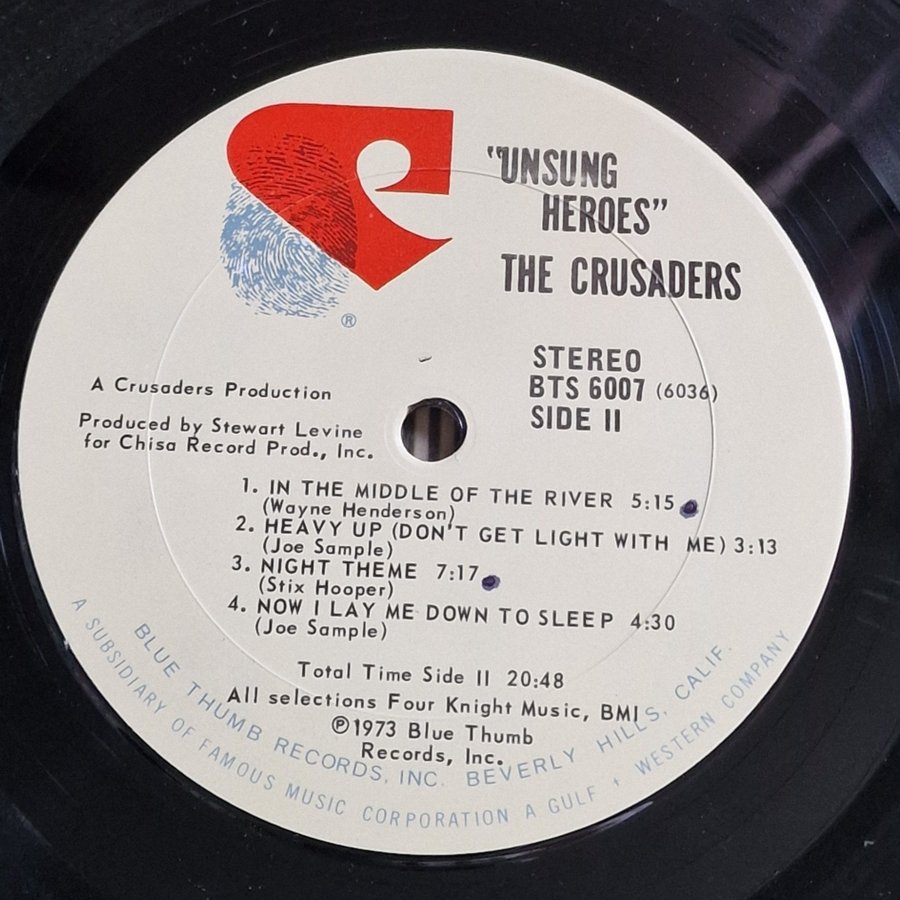 "UNSUNG
HEROES"
THE CRUSADERS
®
STEREO
BTS 6007 (6036)
SIDE II
A Crusaders Production
Produced by Stewart Levine
for Chisa Record Prod., Inc.
1. IN THE MIDDLE OF THE RIVER 5:15
(Wayne Henderson)
2. HEAVY UP (DON'T GET LIGHT WITH ME) 3:13
(Joe Sample)
3. NIGHT THEME 7:17
(Stix Hooper)
4. NOW I LAY ME DOWN TO SLEEP 4:30
(Joe Sample)
Total Time Side II 20:48
All selections Four Knight Music, BMI
℗1973 Blue Thumb
Records, Inc.
BLUE THUMB RECORDS, INC. BEVERLY HILLS, CALIF.
A SUBSIDIARY OF FAMOUS MUSIC CORPORATION A GULF + WESTERN COMPANY